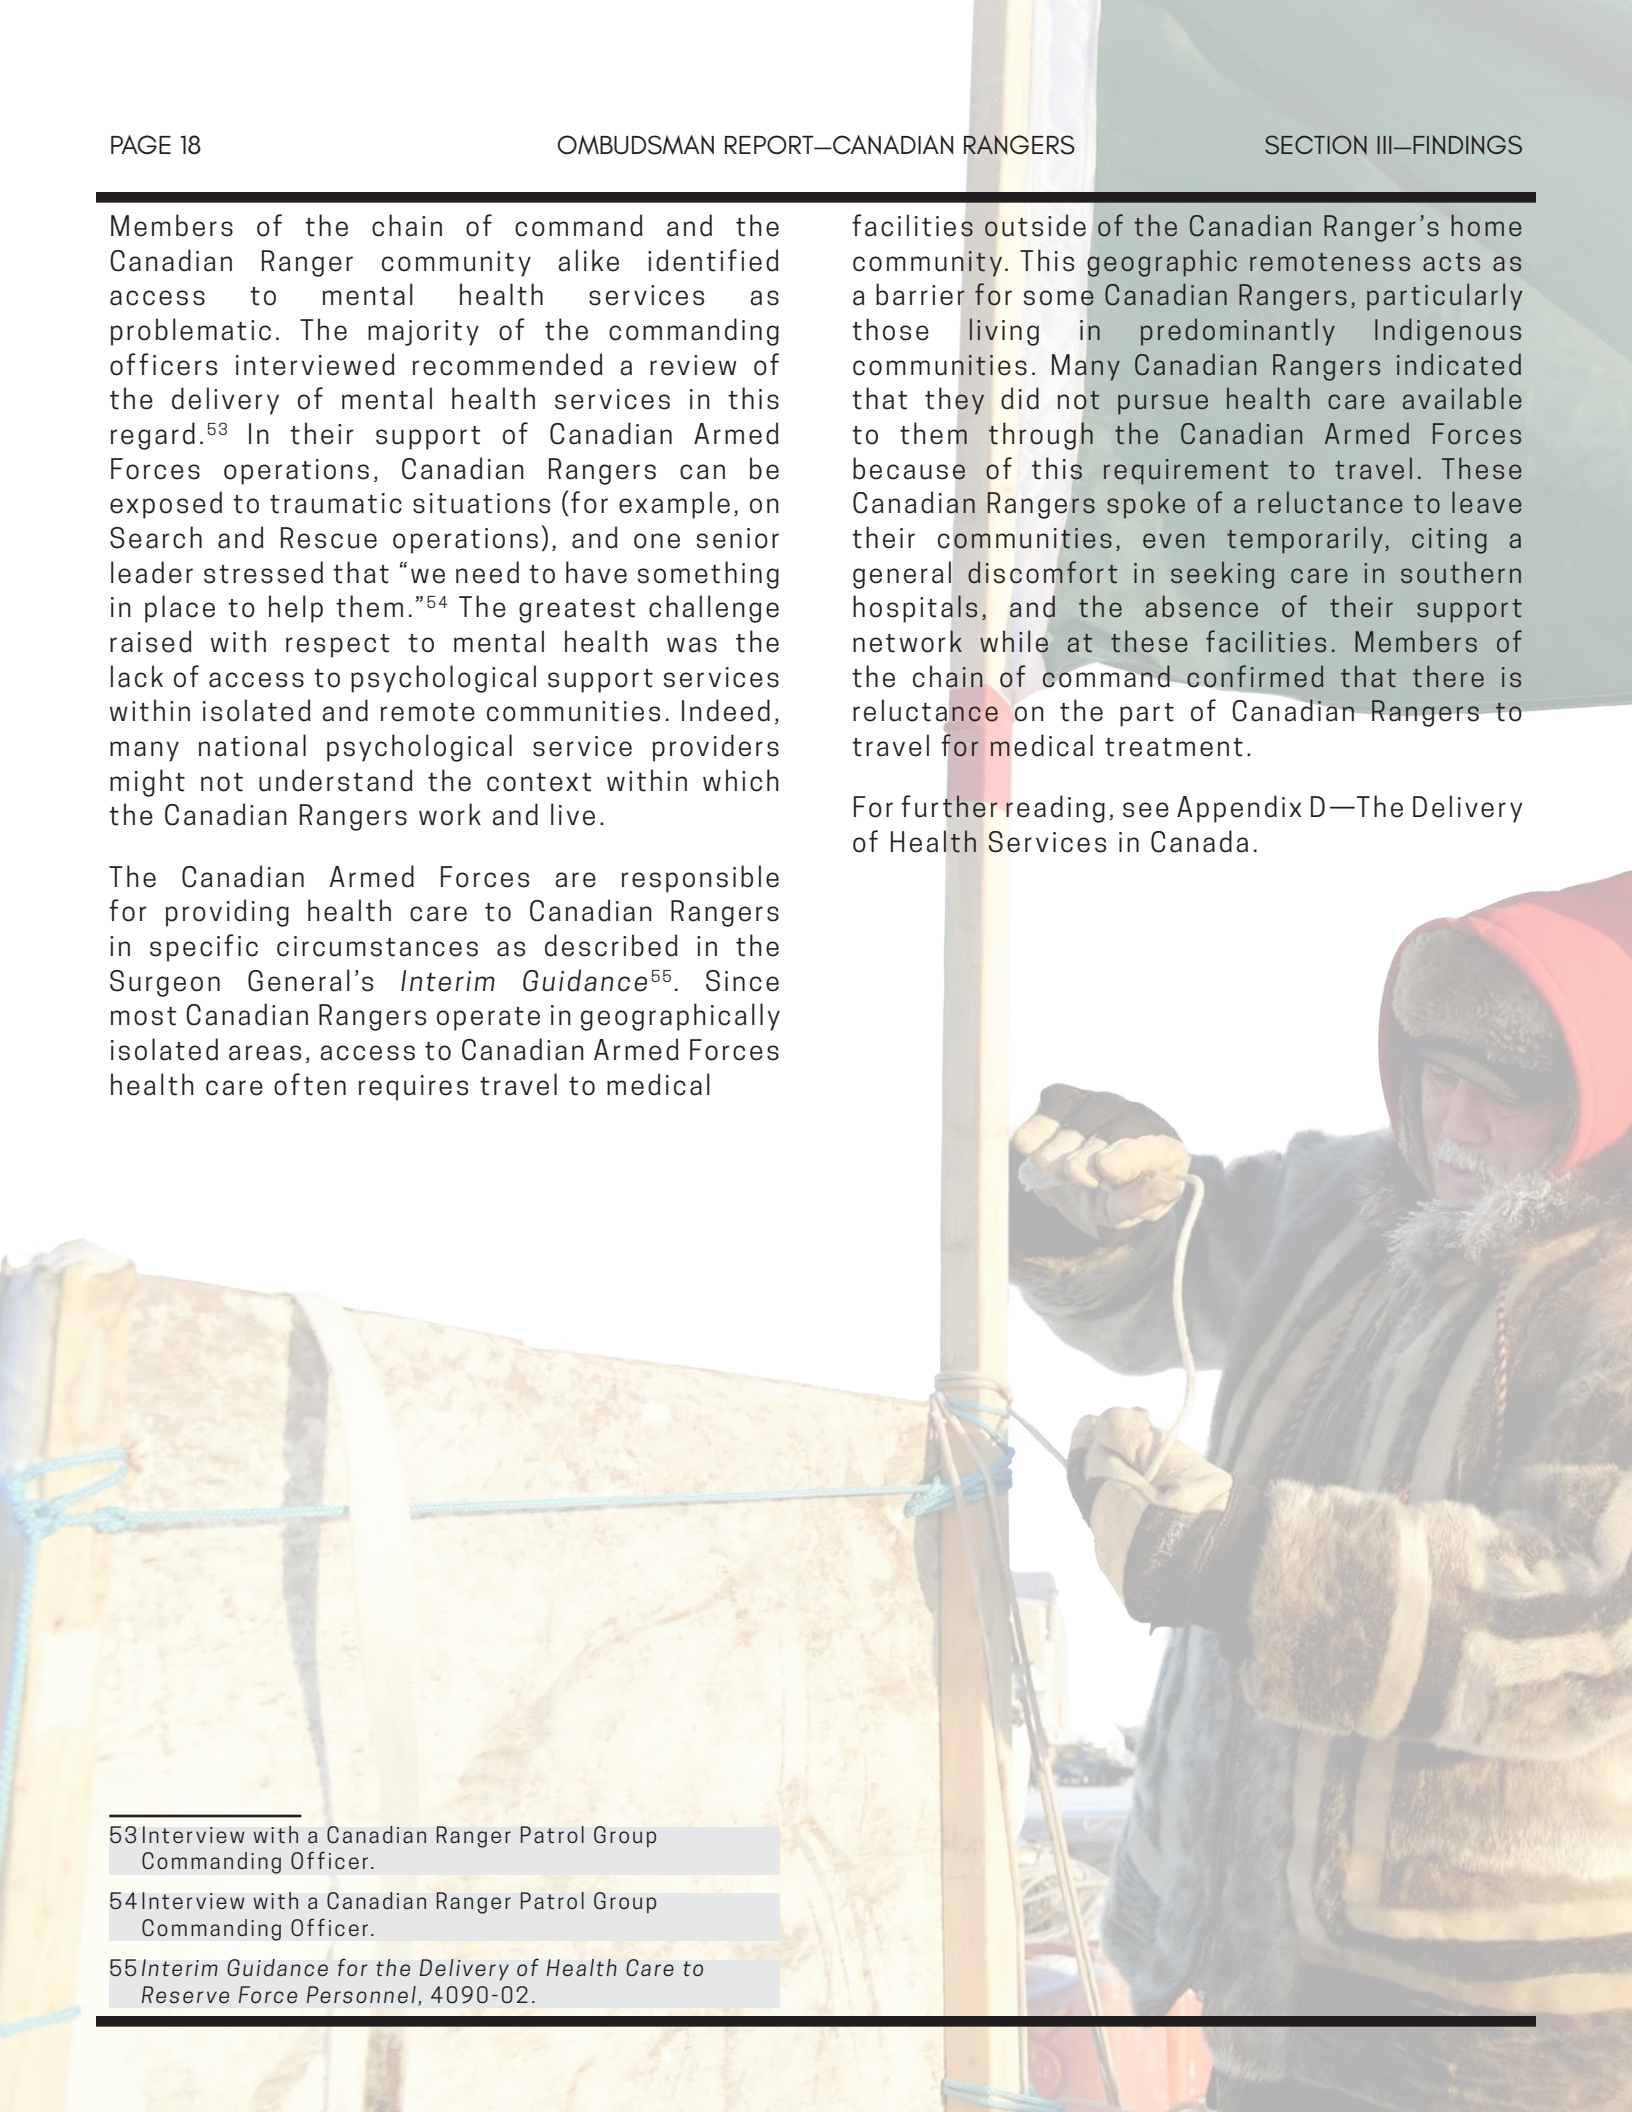 PAGE 18
OMBUDSMAN REPORT—CANADIAN RANGERS
SECTION III—FINDINGS
Members of the chain of command and the
Canadian Ranger community alike identified
access to mental health services as
problematic. The majority of the commanding
officers interviewed recommended a review of
the delivery of mental health services in this
regard.53 In their support of Canadian Armed
Forces operations, Canadian Rangers can be
exposed to traumatic situations (for example, on
Search and Rescue operations), and one senior
leader stressed that “we need to have something
in place to help them.”54 The greatest challenge
raised with respect to mental health was the
lack of access to psychological support services
within isolated and remote communities. Indeed,
many national psychological service providers
might not understand the context within which
the Canadian Rangers work and live.
The Canadian Armed Forces are responsible
for providing health care to Canadian Rangers
in specific circumstances as described in the
Surgeon General’s Interim Guidance55. Since
most Canadian Rangers operate in geographically
isolated areas, access to Canadian Armed Forces
health care often requires travel to medical
facilities outside of the Canadian Ranger’s home
community. This geographic remoteness acts as
a barrier for some Canadian Rangers, particularly
those living in predominantly Indigenous
communities. Many Canadian Rangers indicated
that they did not pursue health care available
to them through the Canadian Armed Forces
because of this requirement to travel. These
Canadian Rangers spoke of a reluctance to leave
their communities, even temporarily, citing a
general discomfort in seeking care in southern
hospitals, and the absence of their support
network while at these facilities. Members of
the chain of command confirmed that there is
reluctance on the part of Canadian Rangers to
travel for medical treatment.
For further reading, see Appendix D—The Delivery
of Health Services in Canada.
53 Interview with a Canadian Ranger Patrol Group
Commanding Officer.
54 Interview with a Canadian Ranger Patrol Group
Commanding Officer.
55 Interim Guidance for the Delivery of Health Care to
Reserve Force Personnel, 4090-02.